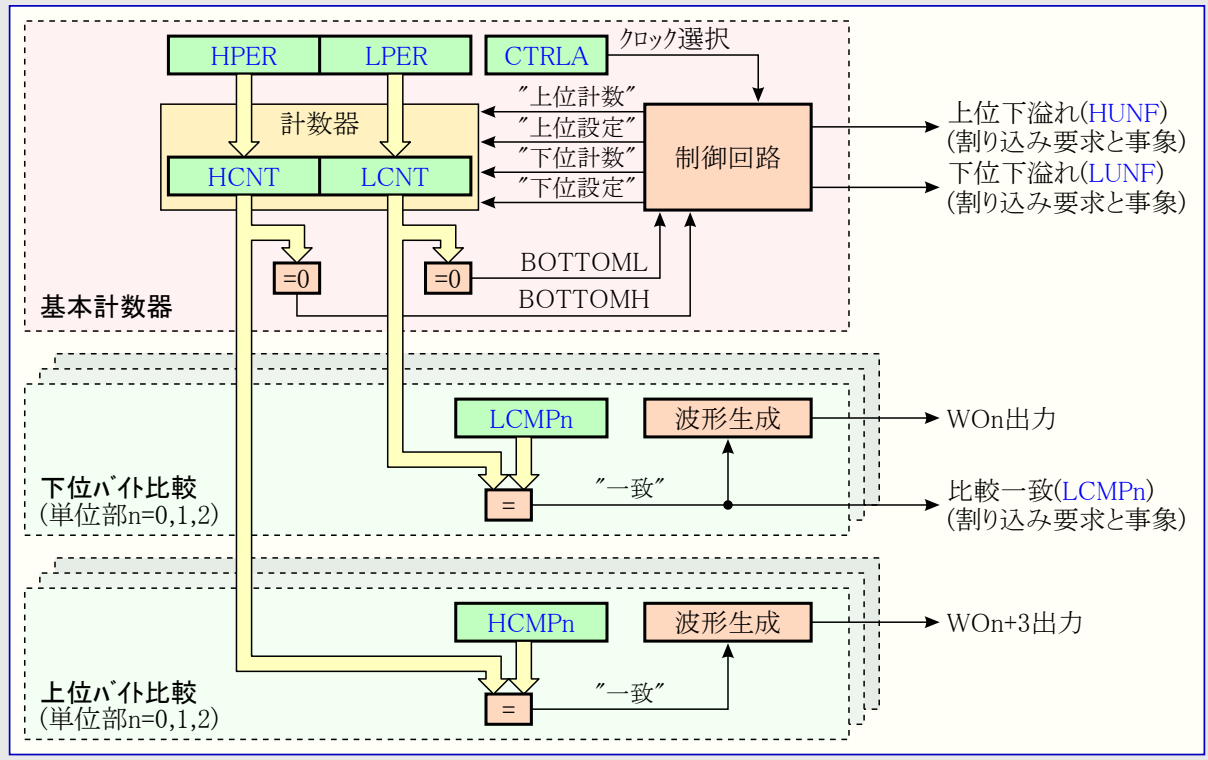 HPER
LPER
CTRLA
クロック選択
計数器
"上位計数"
"上位設定"
"下位計数"
"下位設定"
制御回路
上位下溢れ(HUNF)
(割り込み要求と事象)
下位下溢れ(LUNF)
(割り込み要求と事象)
HCNT
LCNT
=0
=0
BOTTOML
BOTTOMH
基本計数器
LCMPn
波形生成
WOn出力
下位バイト比較
(単位部n=0,1,2)
=
"一致"
比較一致(LCMPn)
(割り込み要求と事象)
HCMPn
波形生成
WOn+3出力
上位バイト比較
(単位部n=0,1,2)
=
"一致"